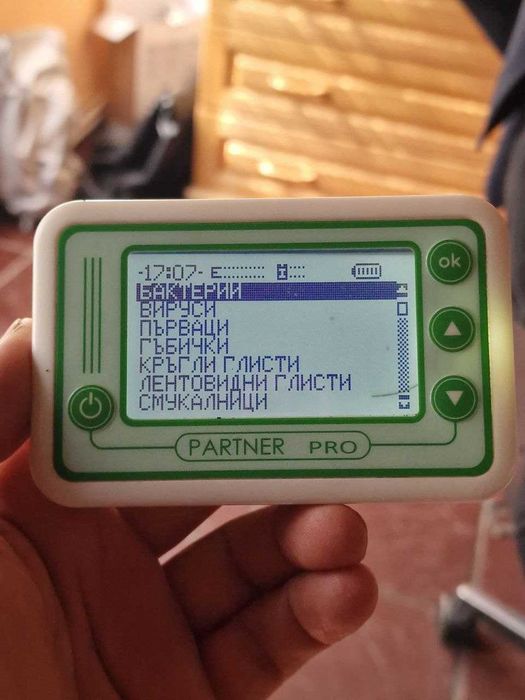 -17:07-
БАКТЕРИИ
ВИРУСИ
ПЪРВАЦИ
ГЪБИЧКИ
КРЪГЛИ ГЛИСТИ
ЛЕНТОВИДНИ ГЛИСТИ
СМУКАЛНИЦИ
ok
PARTNER PRO